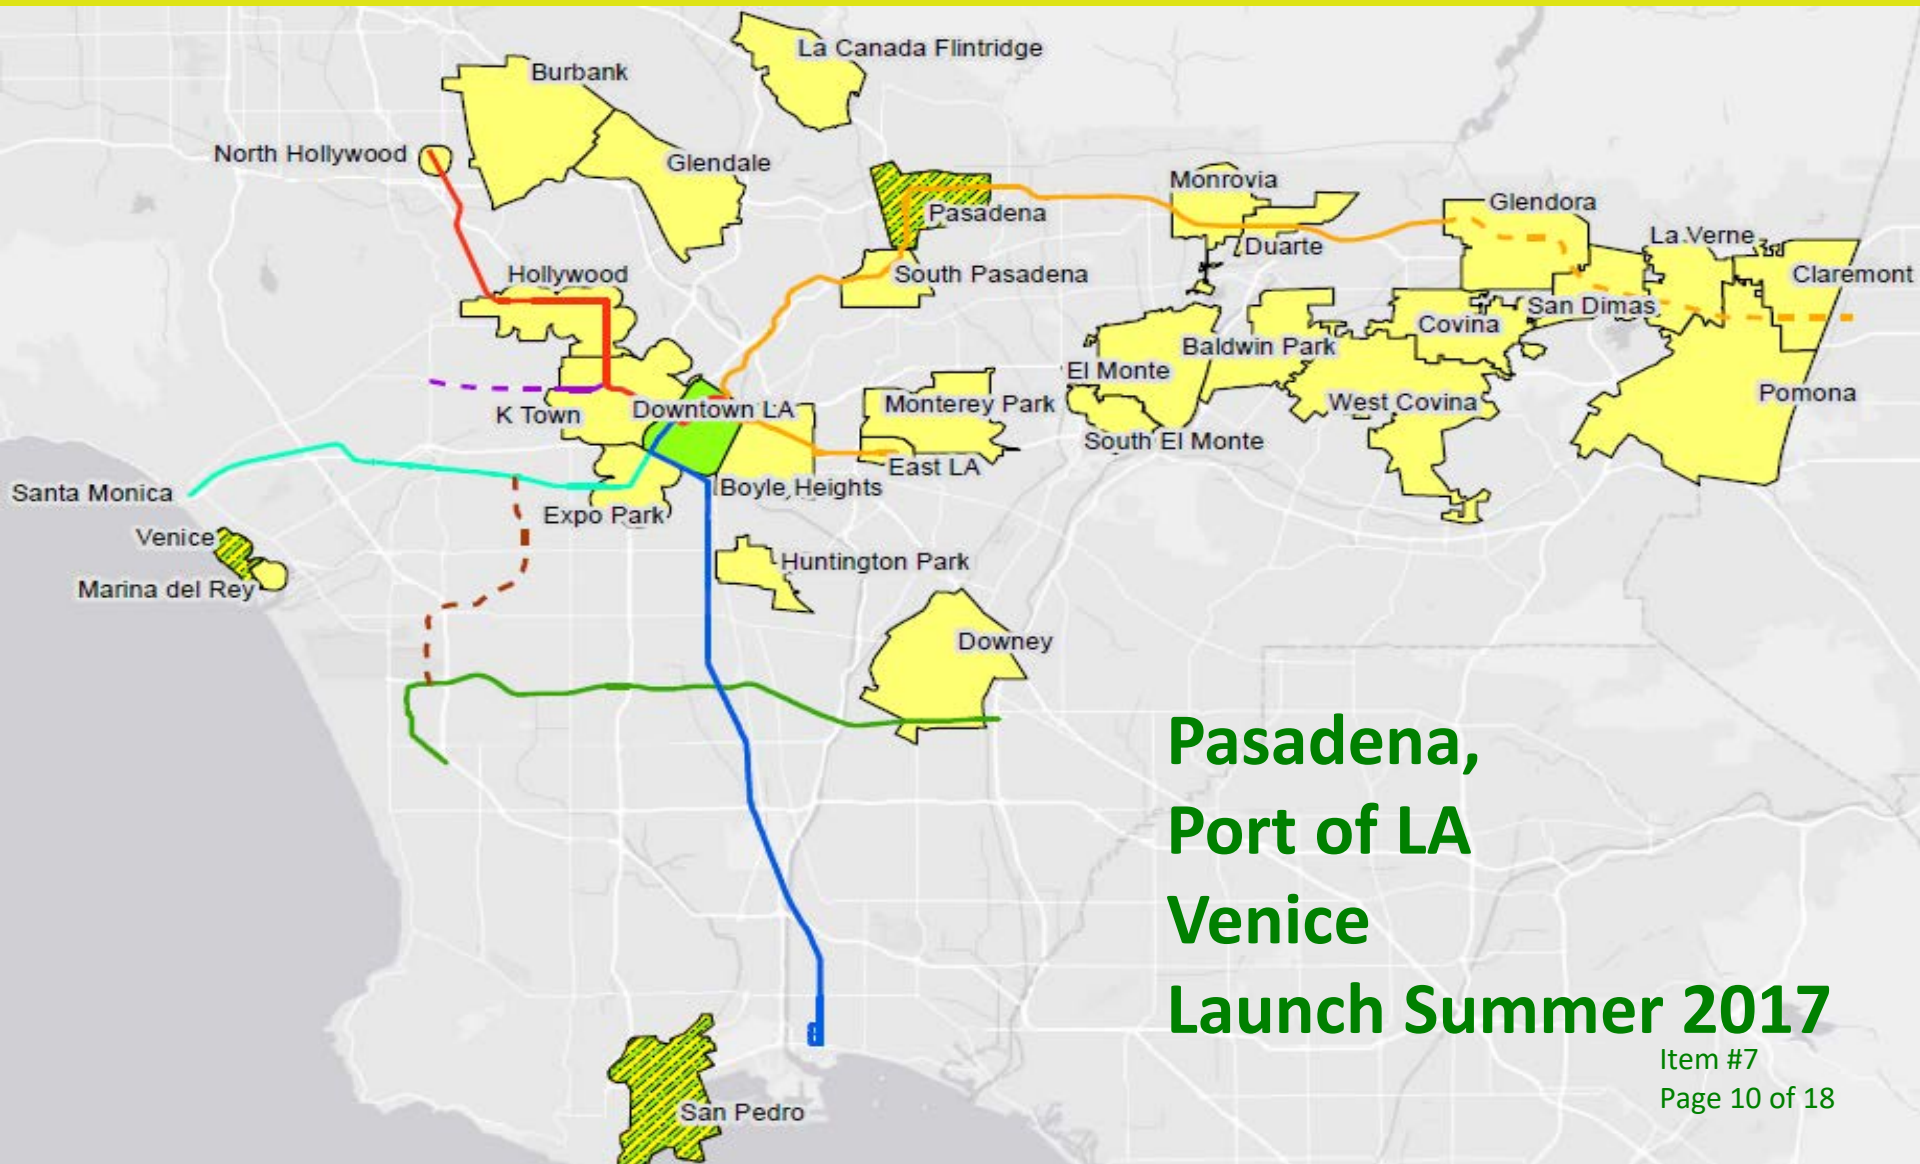 La Canada Flintridge
Burbank
North Hollywood
Glendale
Monrovia
Glendora
Pasadena
La Verne
Duarte
Hollywood
South Pasadena
Claremont
San Dimas
Covina
Baldwin Park
El Monte
Pomona
K Town
Downtown LA
Monterey Park
West Covina
South El Monte
East LA
Santa Monica
Boyle Heights
Expo Park
Venice
Huntington Park
Marina del Rey
Downey
Pasadena,
Port of LA
Venice
Launch Summer 2017
Item #7
Page 10 of 18
San Pedro